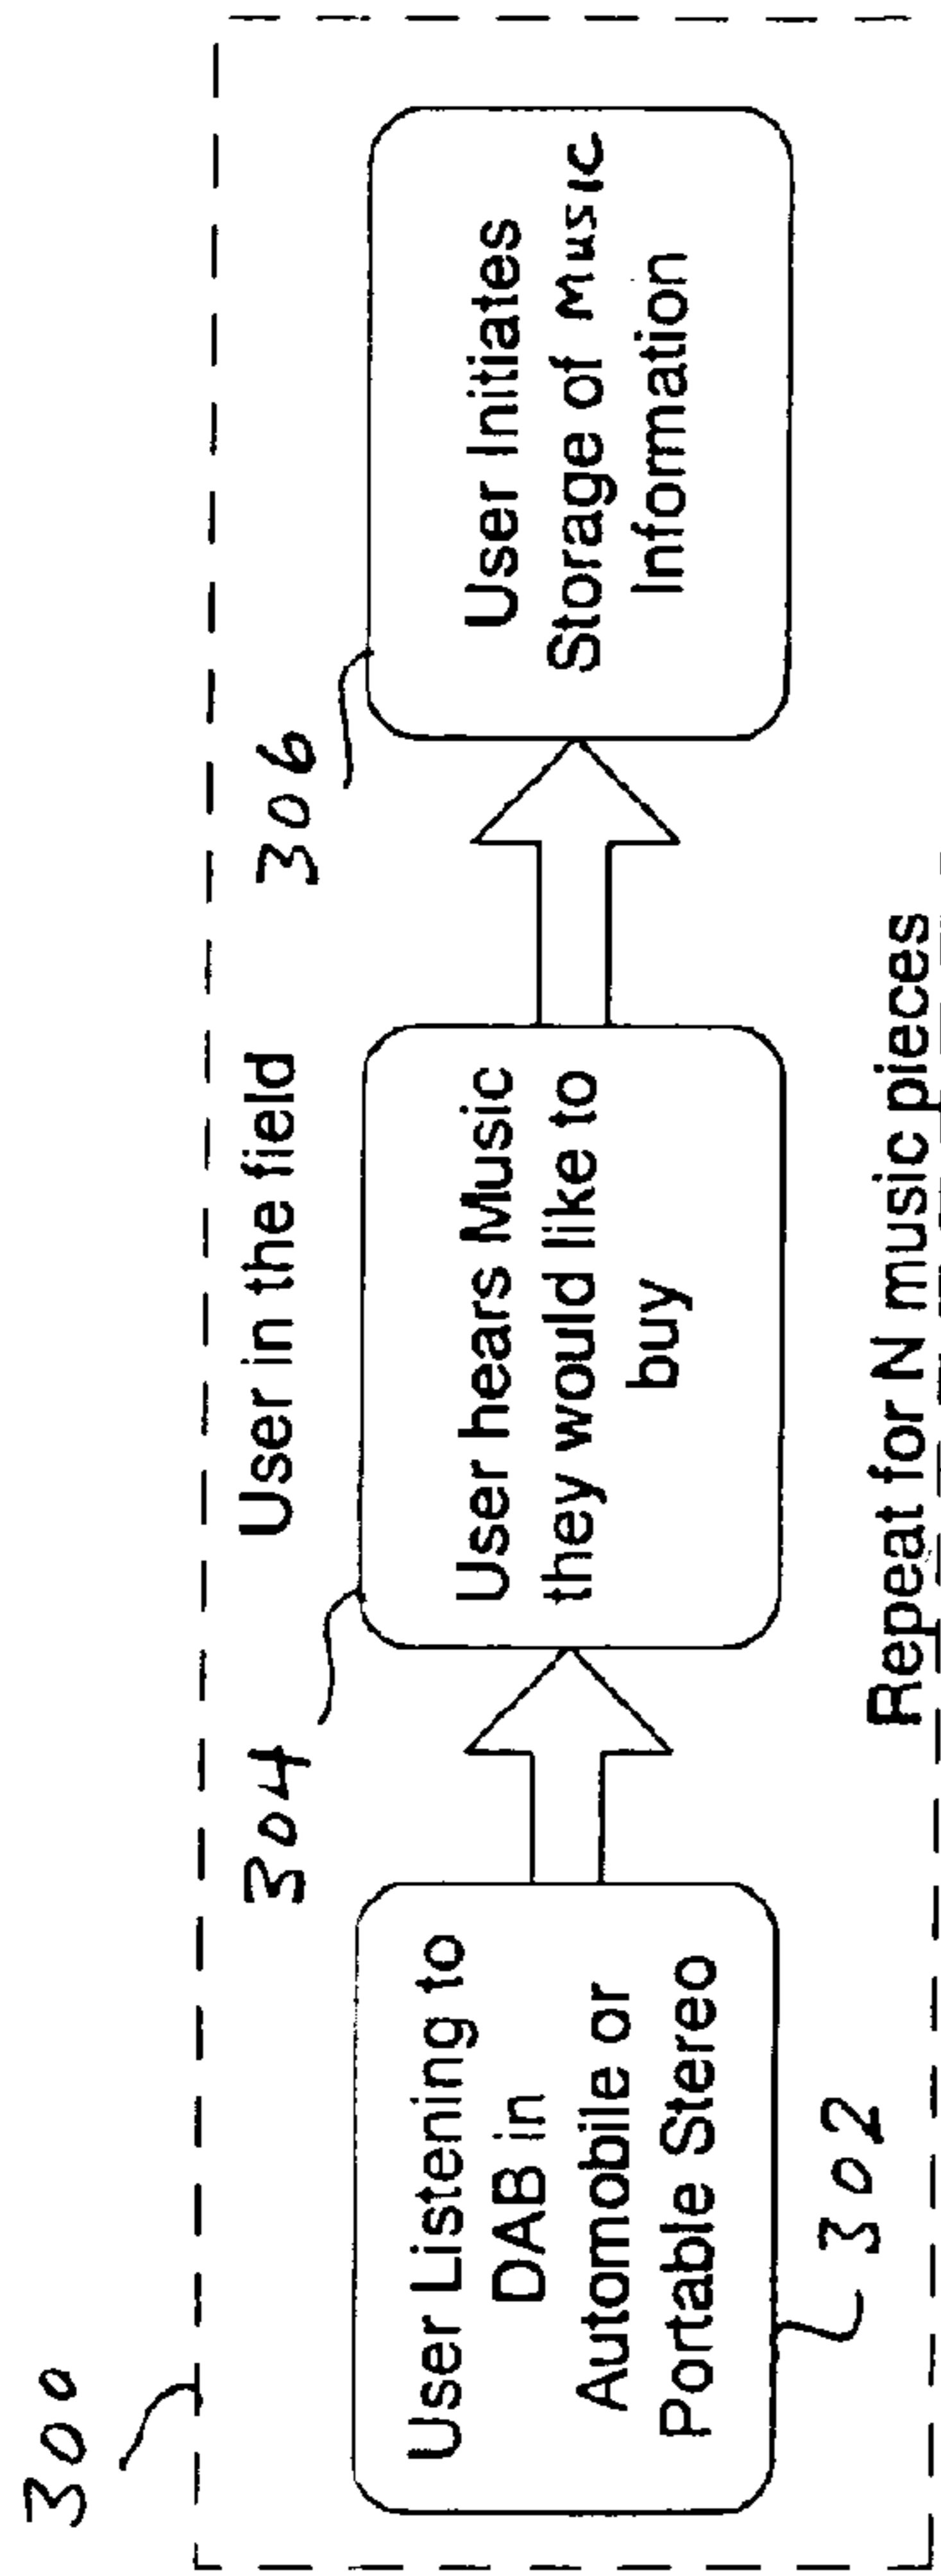 300
User in the field
302
User Listening to
DAB in
Automobile or
Portable Stereo
304
User hears Music
they would like to
buy
306
User Initiates
Storage of Music
Information
Repeat for N music pieces